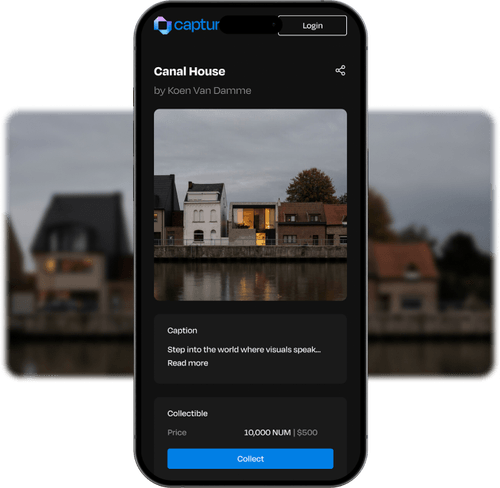 captur
Login
Canal House
by Koen Van Damme
Caption
Step into the world where visuals speak...
Read more
Collectible
Price 10,000 NUM | $500
Collect